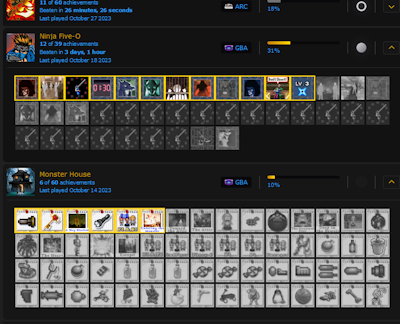 11 of 60 achievements
Beaten in 26 minutes, 26 seconds
Last played October 27 2023
ARC
18%
Ninja Five-O
12 of 39 achievements
Beaten in 3 days, 1 hour
Last played October 18 2023
GBA
31%
01:30
LV 3
Monster House
6 of 60 achievements
Last played October 14 2023
GBA
10%